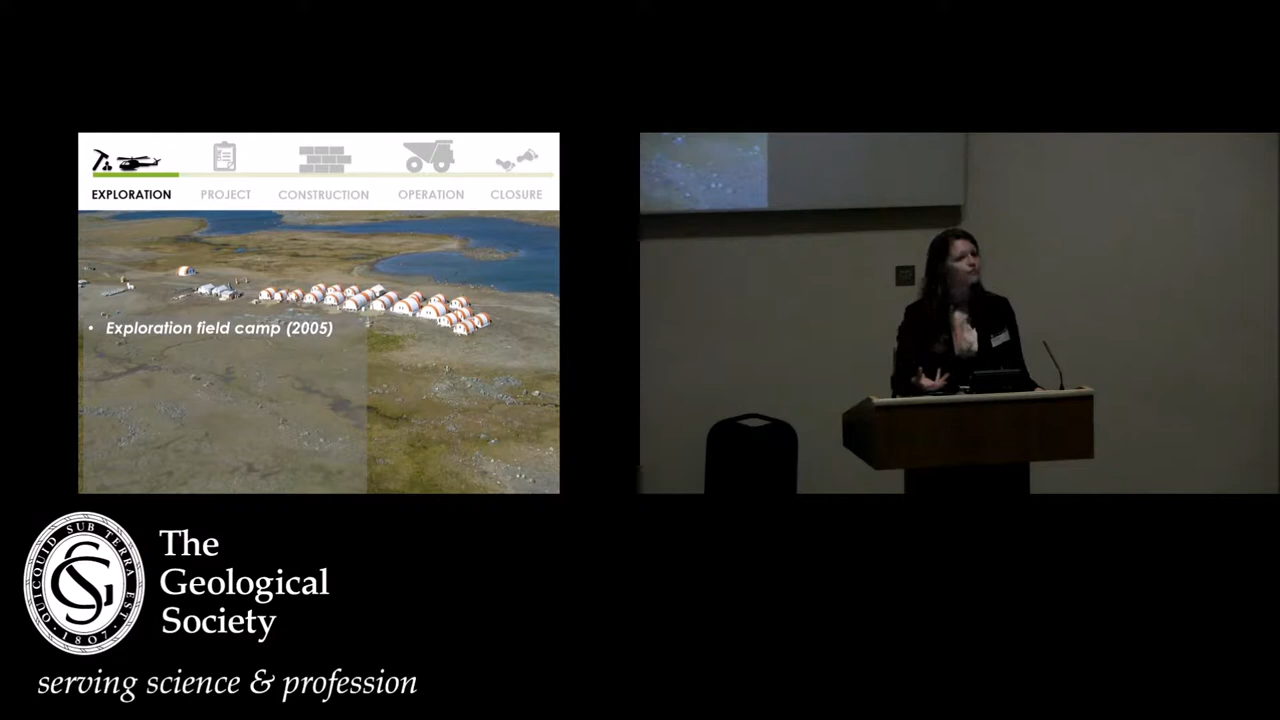 EXPLORATION
PROJECT
CONSTRUCTION
OPERATION
CLOSURE
• Exploration field camp (2005)
The
Geological
Society
serving science & profession
QUICQUID SUB TERRA EST
1807